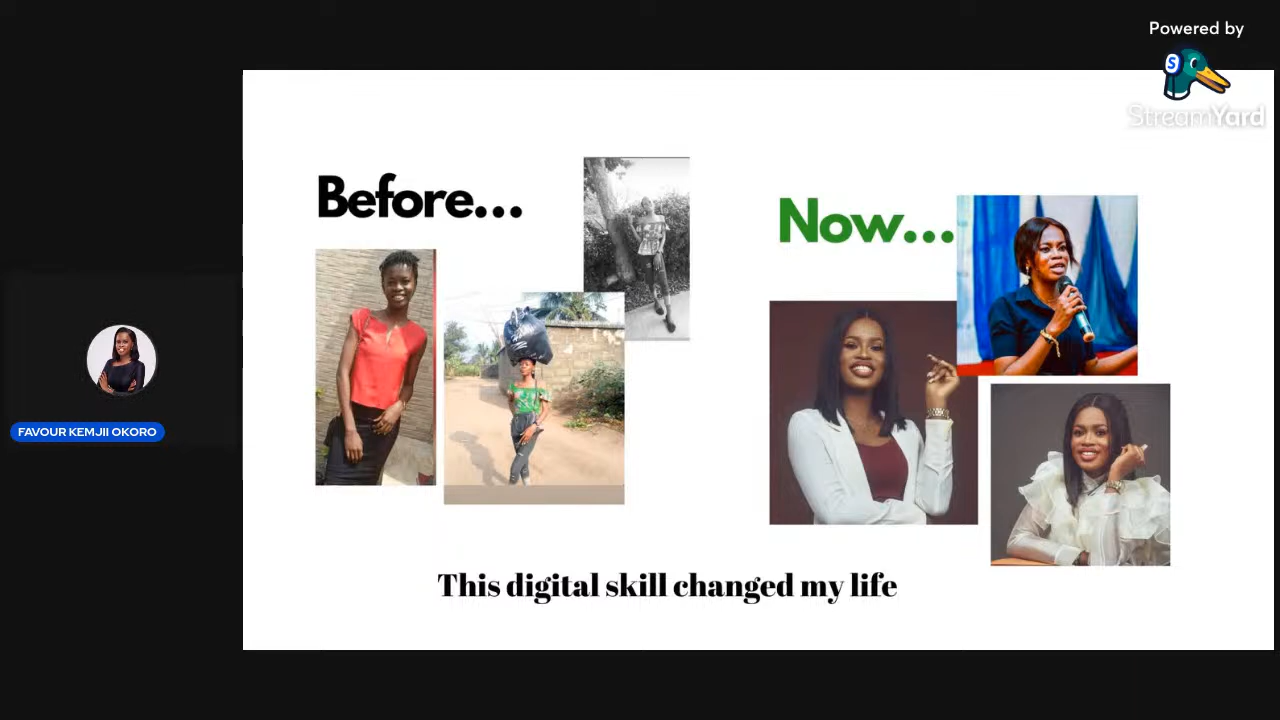 Powered by
S
StreamYard
Before...
Now...
FAVOUR KEMJII OKORO
This digital skill changed my life